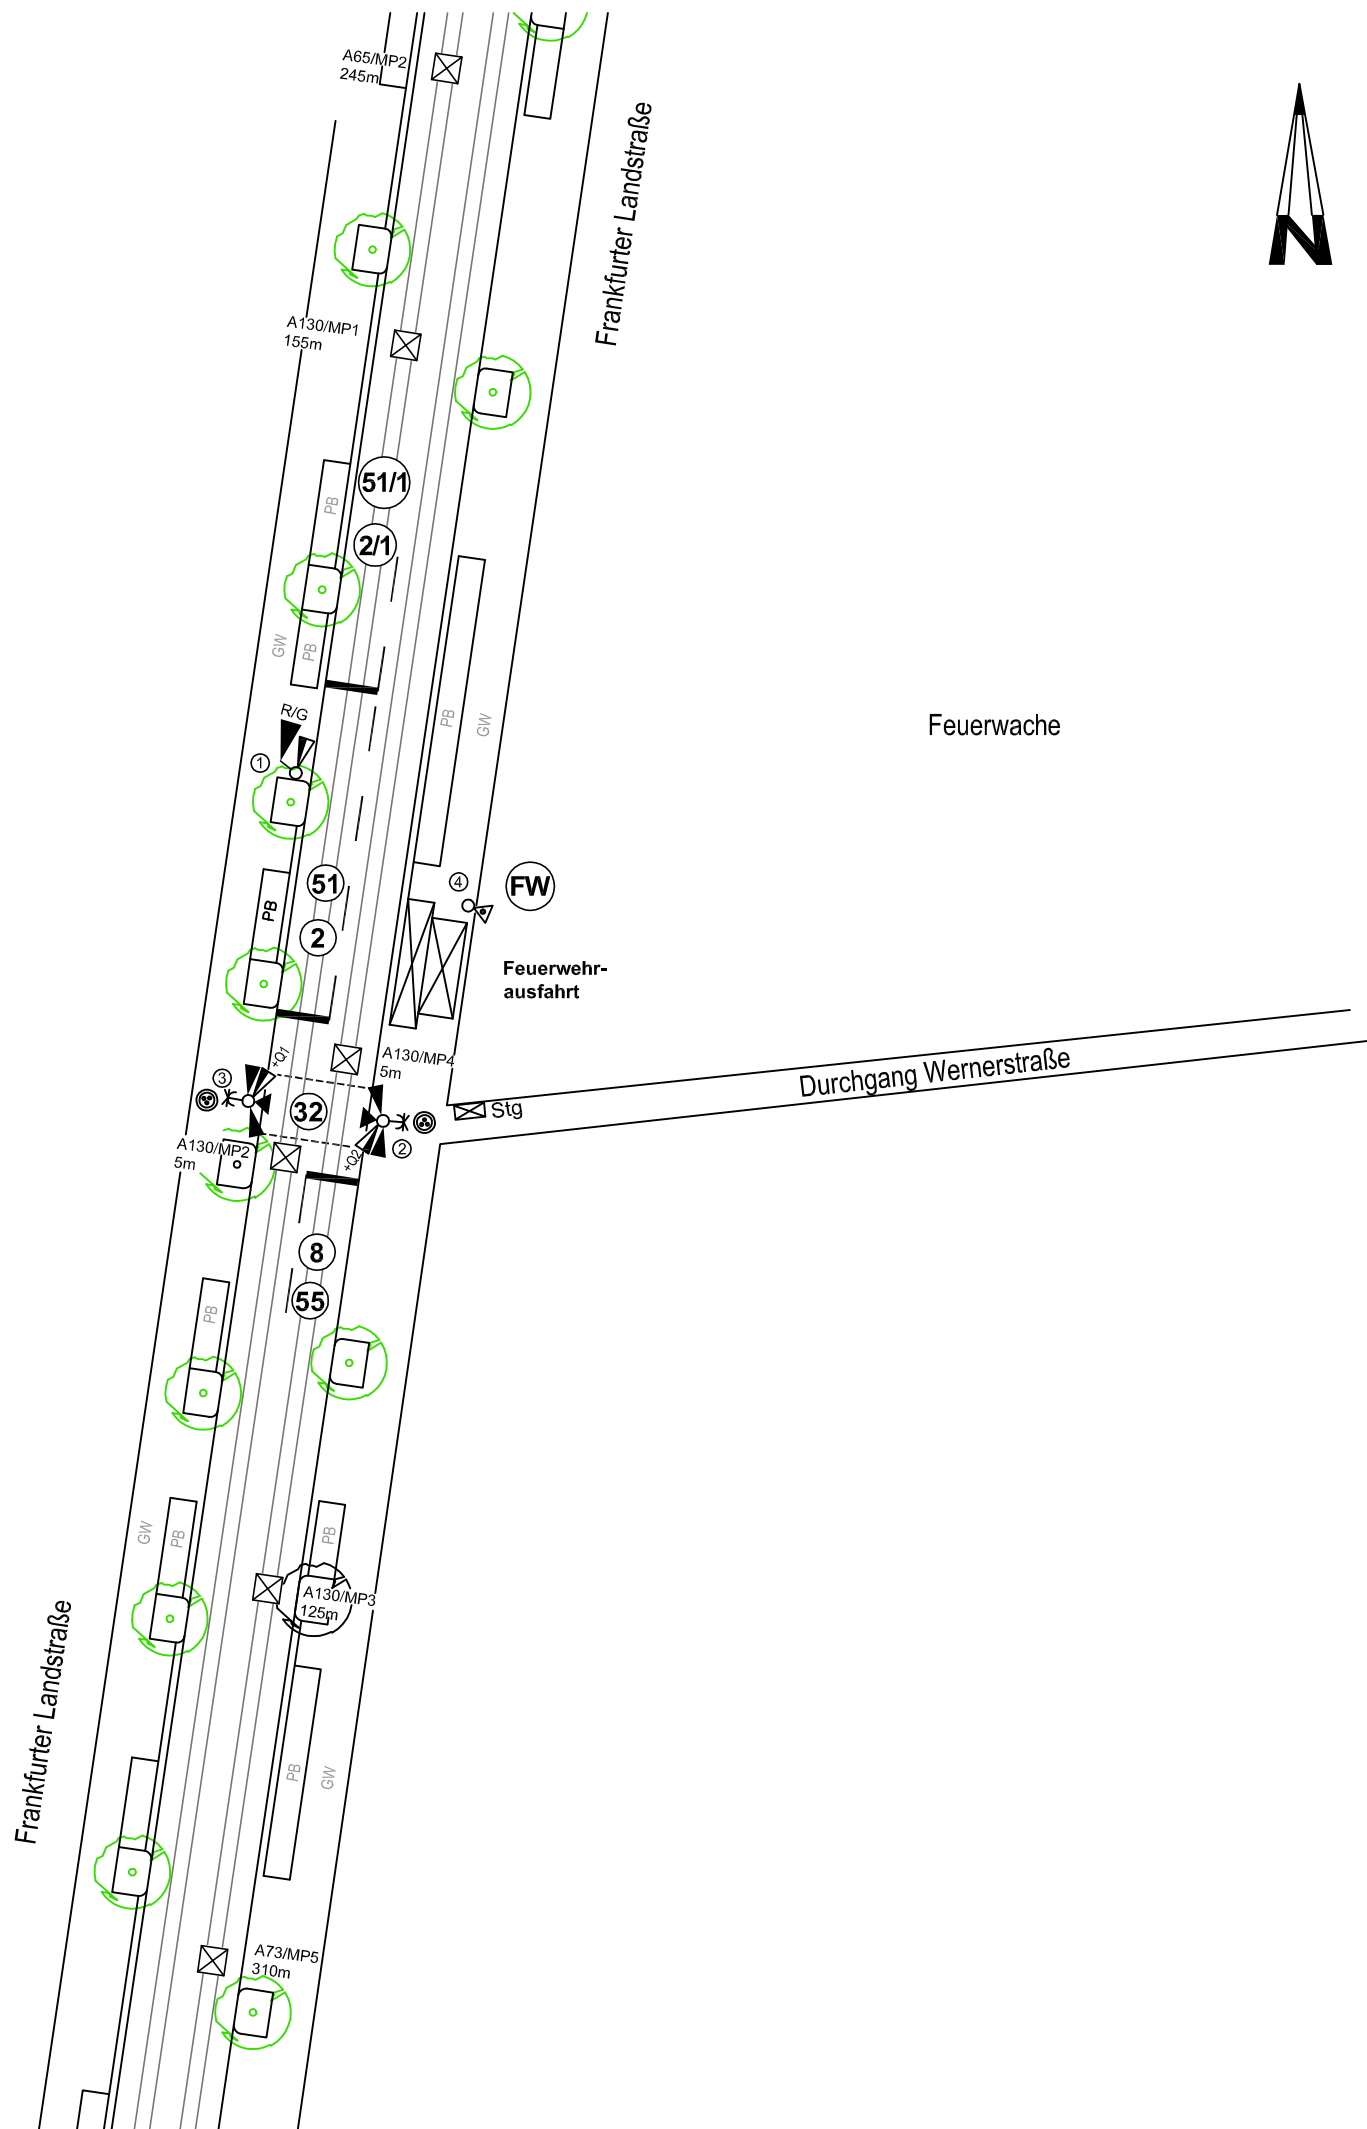 A65/MP2
245m
Frankfurter Landstraße
N
A130/MP1
155m
51/1
PB
2/1
GW
PB
PB
GW
R/G
Feuerwache
1
51
4
FW
PB
2
Feuerwehr-
ausfahrt
+Q1
A130/MP4
5m
Durchgang Wernerstraße
3
32
Stg
A130/MP2
5m
+Q2
2
8
55
PB
GW
PB
PB
A130/MP3
125m
Frankfurter Landstraße
PB
GW
A73/MP5
310m